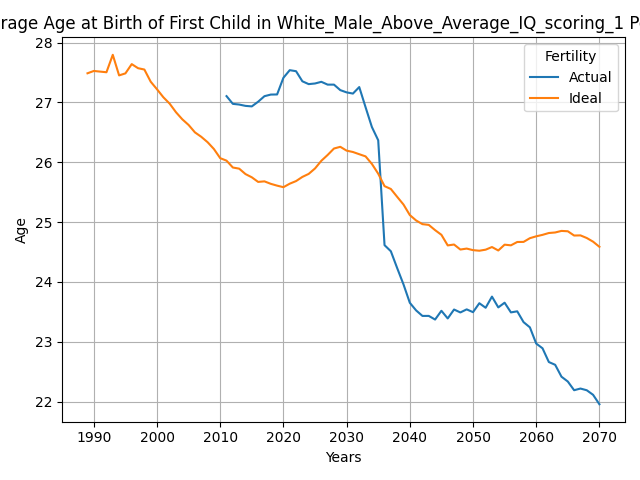 Age at Birth of First Child in White_Male_Above_Average_IQ_scoring_1
28
27
26
25
24
23
22
Age
Fertility
Actual
Ideal
1990 2000 2010 2020 2030 2040 2050 2060 2070
Years